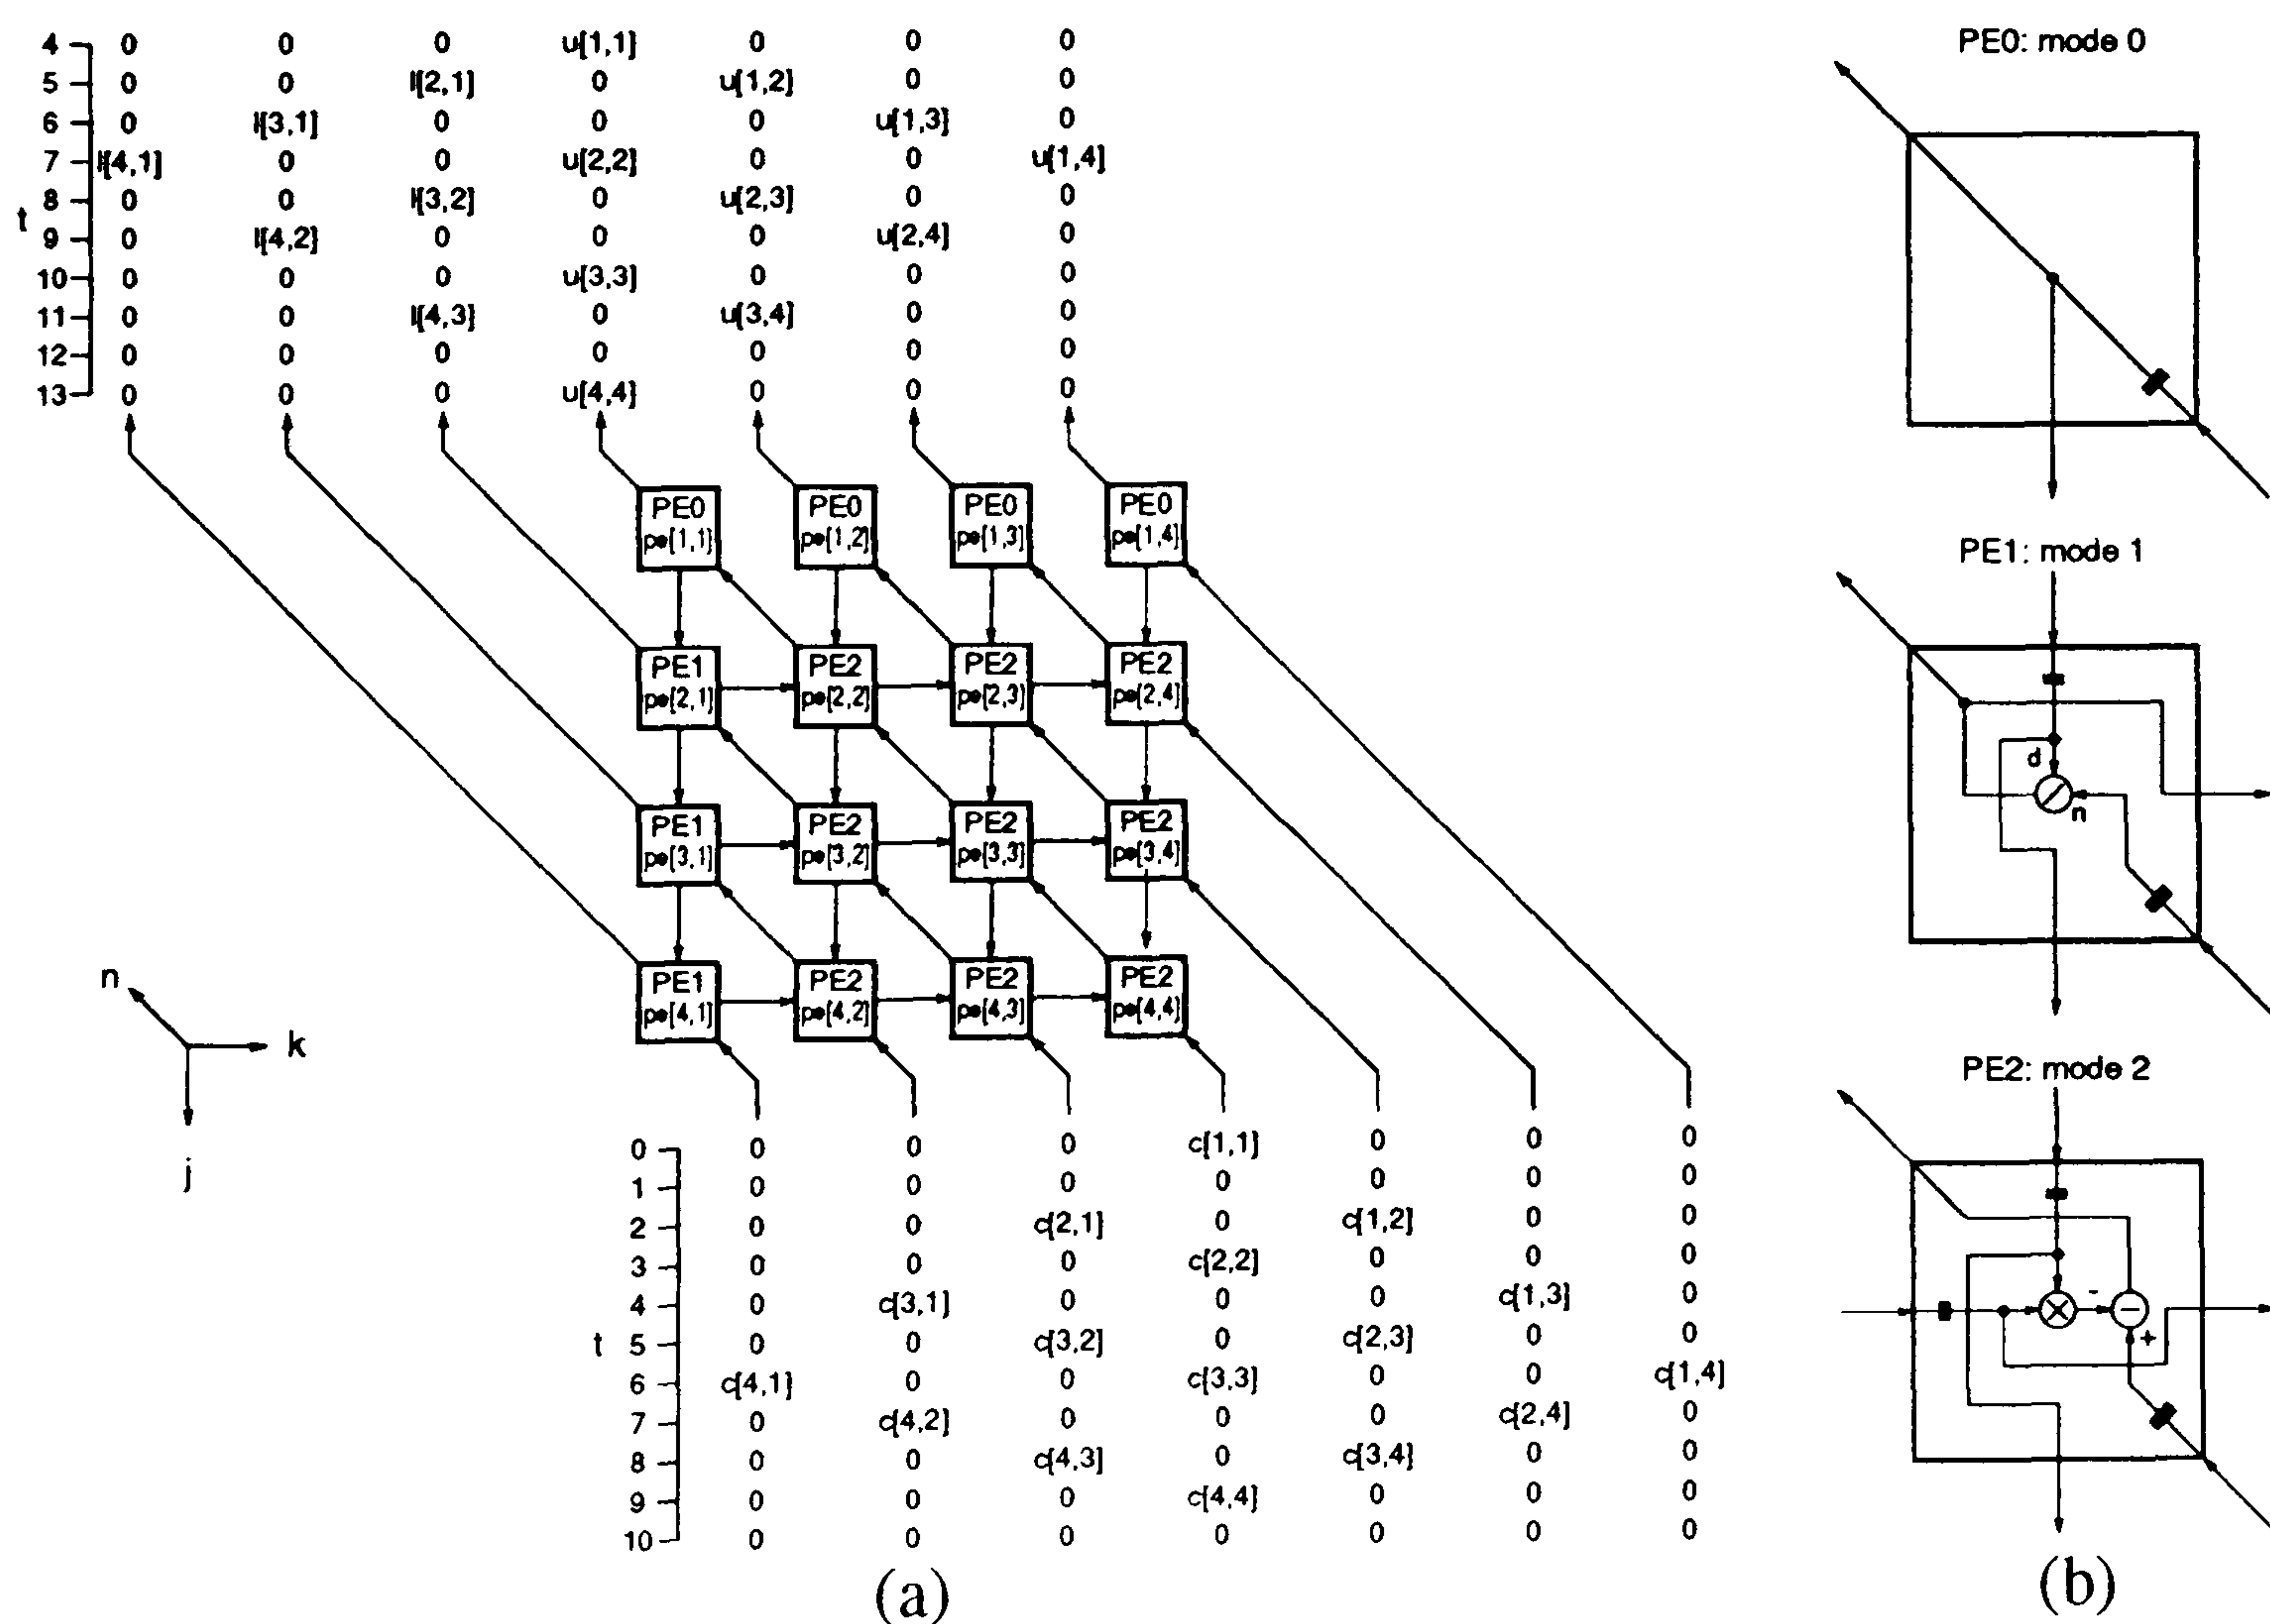 4 0 0 0 u[1,1] 0 0 0
5 0 0 l[2,1] 0 u[1,2] 0 0
6 0 l[3,1] 0 0 0 u[1,3] 0
7 l[4,1] 0 0 u[2,2] 0 0 u[1,4]
8 0 0 l[3,2] 0 u[2,3] 0 0
t
9 0 l[4,2] 0 0 0 u[2,4] 0
10 0 0 0 u[3,3] 0 0 0
11 0 0 l[4,3] 0 u[3,4] 0 0
12 0 0 0 0 0 0 0
13 0 0 0 u[4,4] 0 0 0
PE0 PE0 PE0 PE0
pe[1,1] pe[1,2] pe[1,3] pe[1,4]
PE1 PE2 PE2 PE2
pe[2,1] pe[2,2] pe[2,3] pe[2,4]
PE1 PE2 PE2 PE2
pe[3,1] pe[3,2] pe[3,3] pe[3,4]
PE1 PE2 PE2 PE2
pe[4,1] pe[4,2] pe[4,3] pe[4,4]
n
k
j
0 0 0 0 c[1,1] 0 0 0
1 0 0 0 0 0 0 0
2 0 0 c[2,1] 0 c[1,2] 0 0
3 0 0 0 c[2,2] 0 0 0
4 0 c[3,1] 0 0 0 c[1,3] 0
t 5 0 0 c[3,2] 0 c[2,3] 0 0
6 c[4,1] 0 0 c[3,3] 0 0 c[1,4]
7 0 c[4,2] 0 0 0 c[2,4] 0
8 0 0 c[4,3] 0 c[3,4] 0 0
9 0 0 0 c[4,4] 0 0 0
10 0 0 0 0 0 0 0
(a)
PE0: mode 0
PE1: mode 1
d
n
PE2: mode 2
-
+
(b)